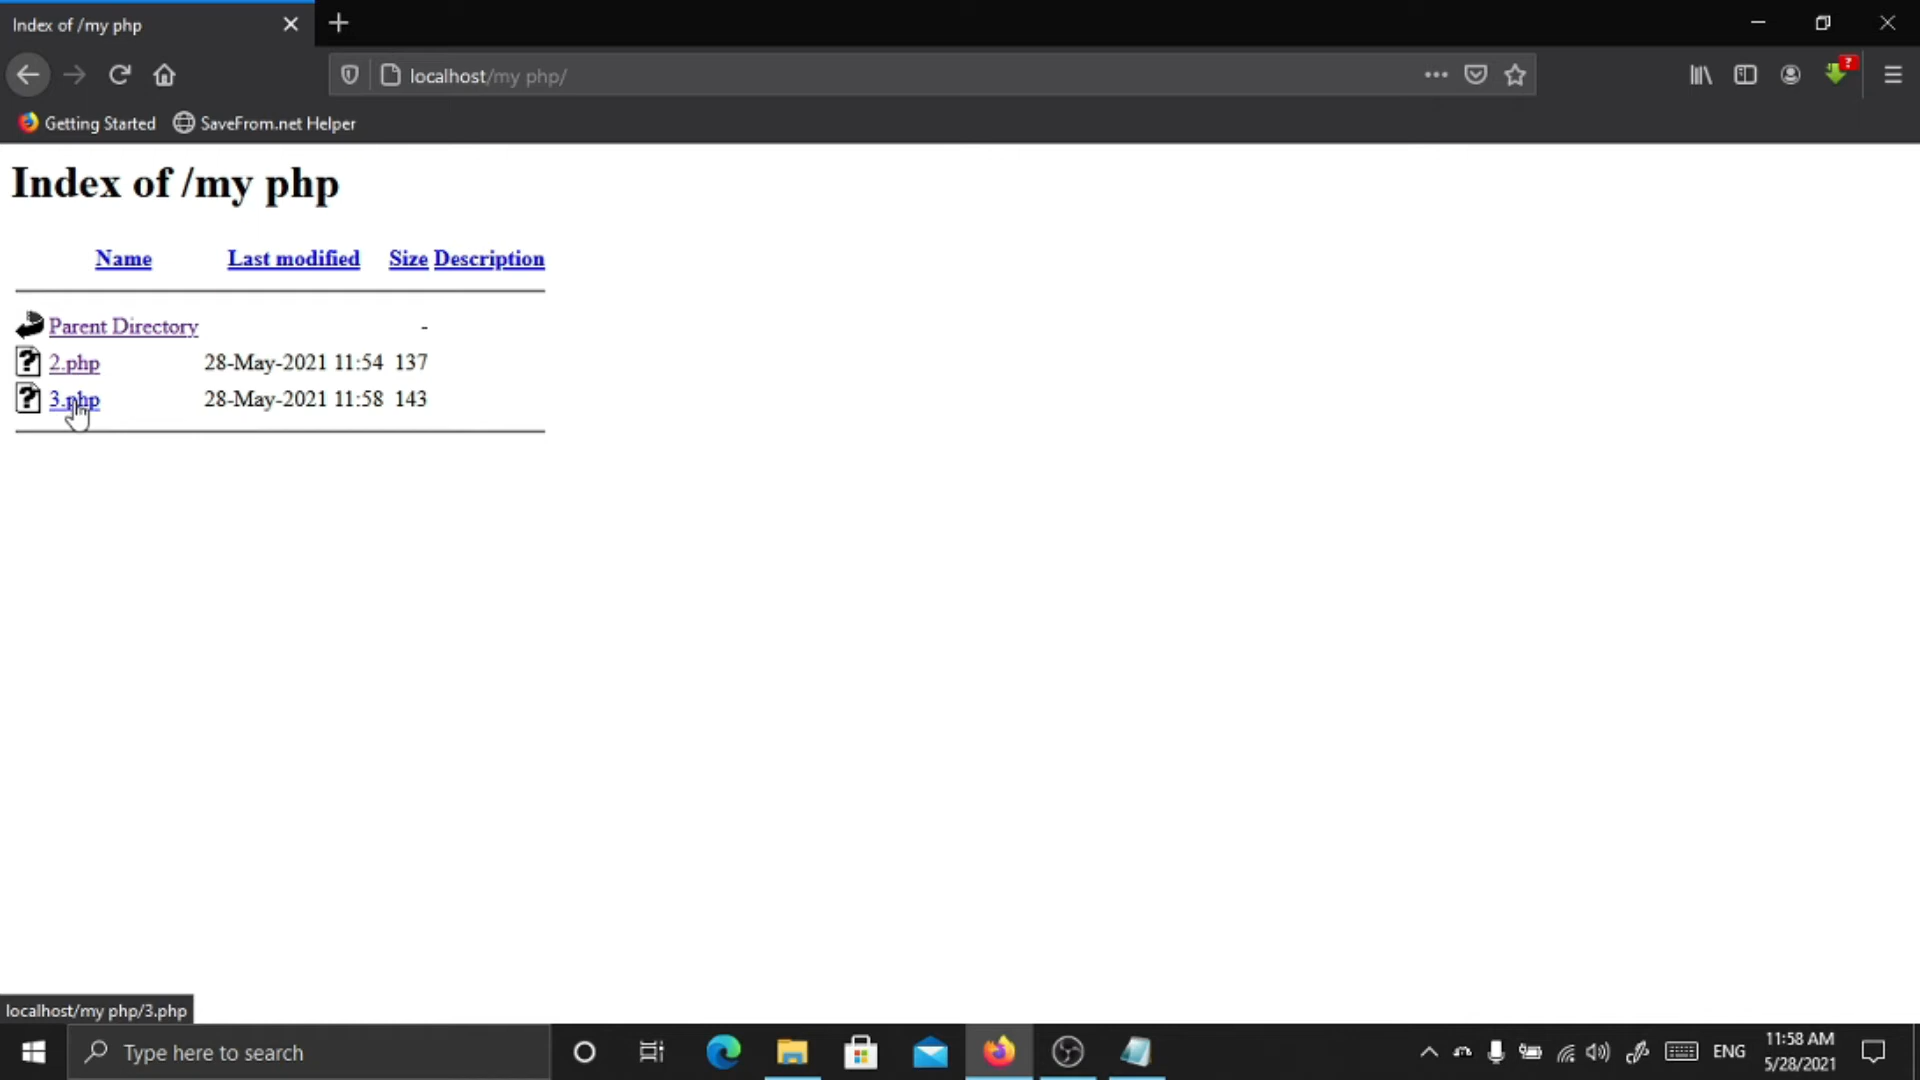 Index of /my php
localhost/my php/
Getting Started SaveFrom.net Helper
Index of /my php
Name Last modified Size Description
Parent Directory -
2.php 28-May-2021 11:54 137
3.php 28-May-2021 11:58 143
localhost/my php/3.php
Type here to search
ENG
11:58 AM
5/28/2021